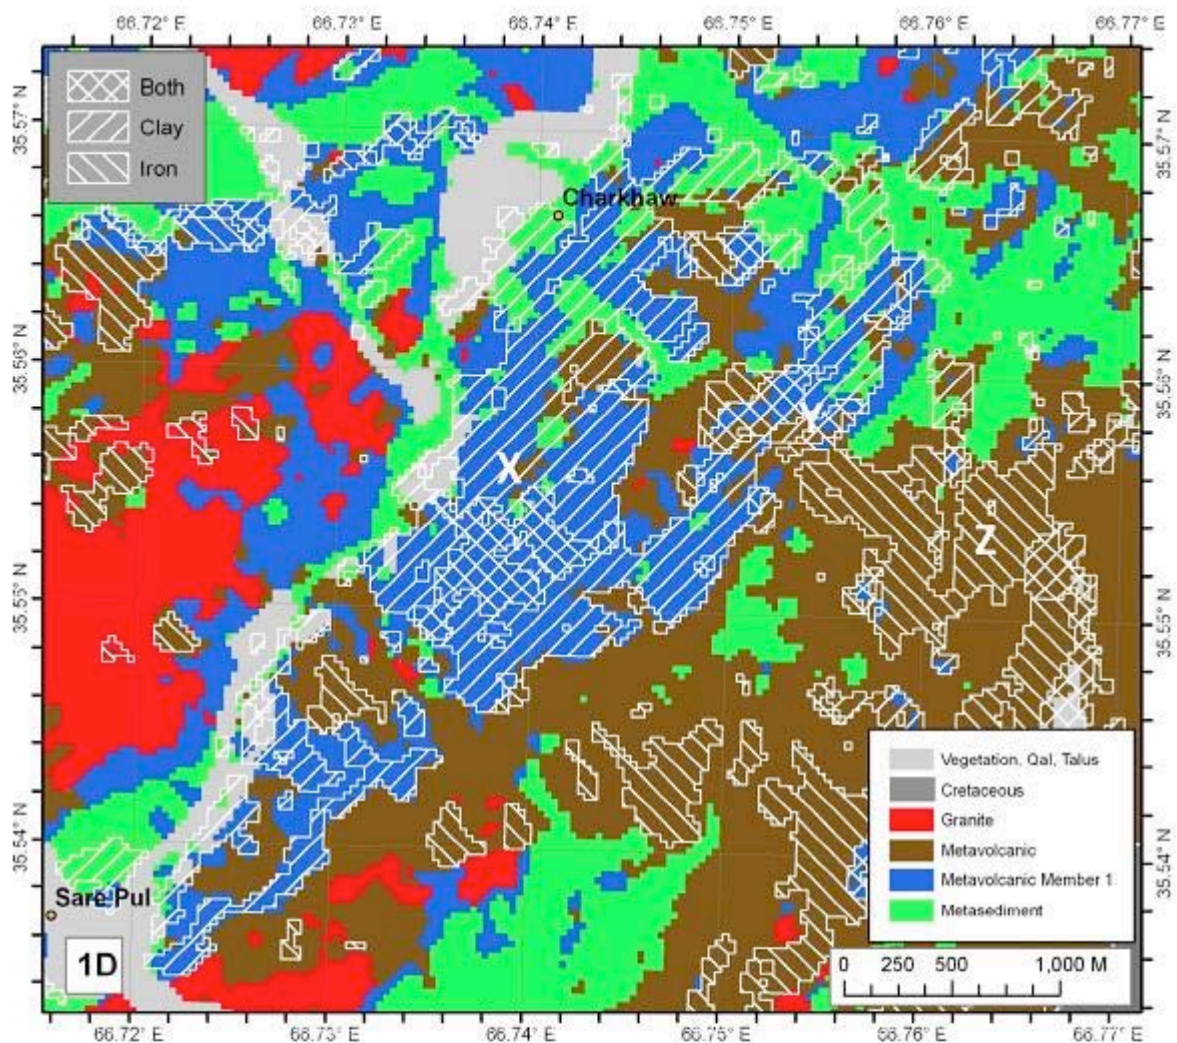 66.72° E 66.73° E 66.74° E 66.75° E 66.76° E 66.77° E
Both
Clay
Iron
35.57° N
35.57° N
Charkhaw
35.56° N
35.56° N
Y
X
Z
35.55° N
35.55° N
Vegetation, Qal, Talus
Cretaceous
Granite
Metavolcanic
Metavolcanic Member 1
Metasediment
35.54° N
35.54° N
Sare Pul
1D
0 250 500 1,000 M
66.72° E 66.73° E 66.74° E 66.75° E 66.76° E 66.77° E